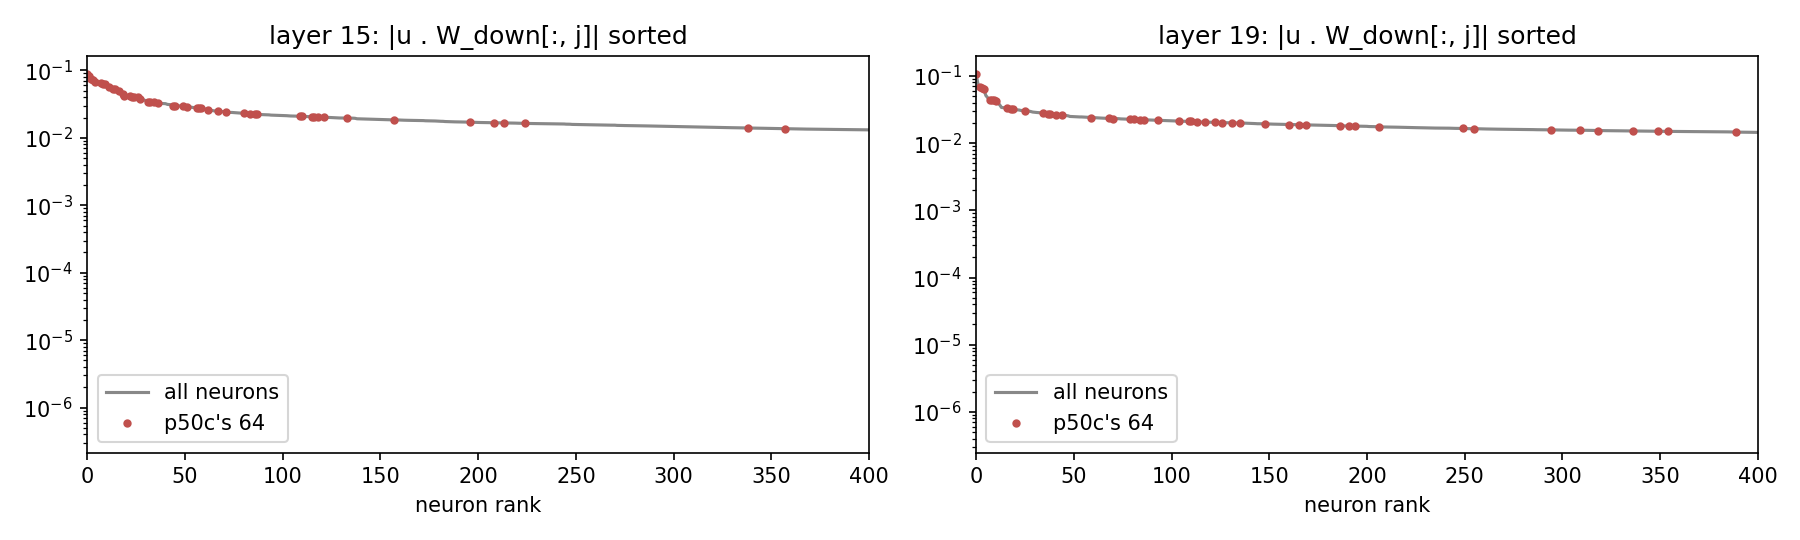 layer 15: |u . W_down[:, j]| sorted
10⁻¹
10⁻²
10⁻³
10⁻⁴
10⁻⁵
10⁻⁶
all neurons
p50c's 64
0 50 100 150 200 250 300 350 400
neuron rank
layer 19: |u . W_down[:, j]| sorted
10⁻¹
10⁻²
10⁻³
10⁻⁴
10⁻⁵
10⁻⁶
all neurons
p50c's 64
0 50 100 150 200 250 300 350 400
neuron rank